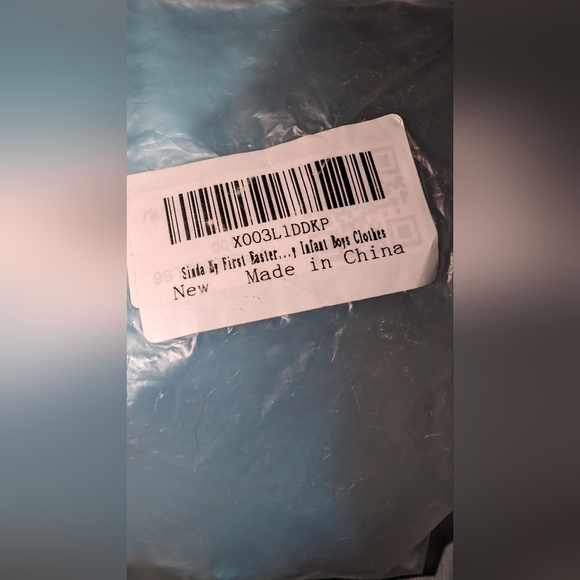 X003L1DDKP
Sinda My First Easter...y Infant Boys Clothes
New Made in China